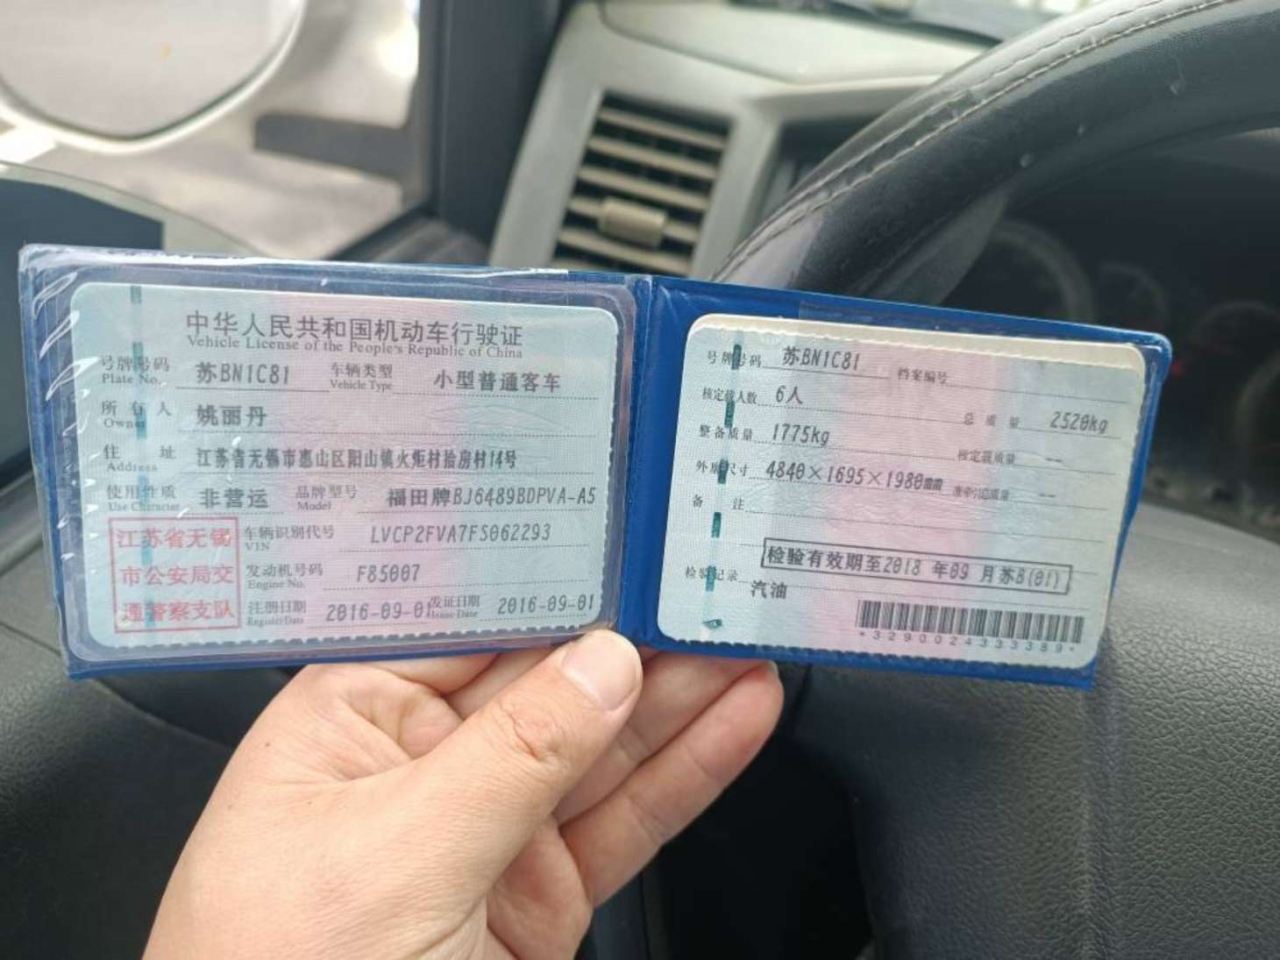 中华人民共和国机动车行驶证
Vehicle License of the People's Republic of China
号牌号码 苏BN1C81 车辆类型 小型普通客车
Plate No. Vehicle Type
所有人 姚丽丹
Owner
住址 江苏省无锡市惠山区阳山镇火炬村拾房村14号
Address
使用性质 非营运 品牌型号 福田牌BJ6489BDPVA-A5
Use Character Model
江苏省无锡
市公安局交
通警察支队
车辆识别代号 LVCP2FVA7FS062293
VIN
发动机号码 F85007
Engine No.
注册日期 2016-09-01 发证日期 2016-09-01
Register Date Issue Date
号牌号码 苏BN1C81 档案编号
核定载人数 6人 总质量 2520kg
整备质量 1775kg 核定载质量 --
外廓尺寸 4840×1695×1980mm 准牵引总质量 --
备注
检验有效期至2018年09月苏B(01)
检验记录
汽油
*3290024333389*